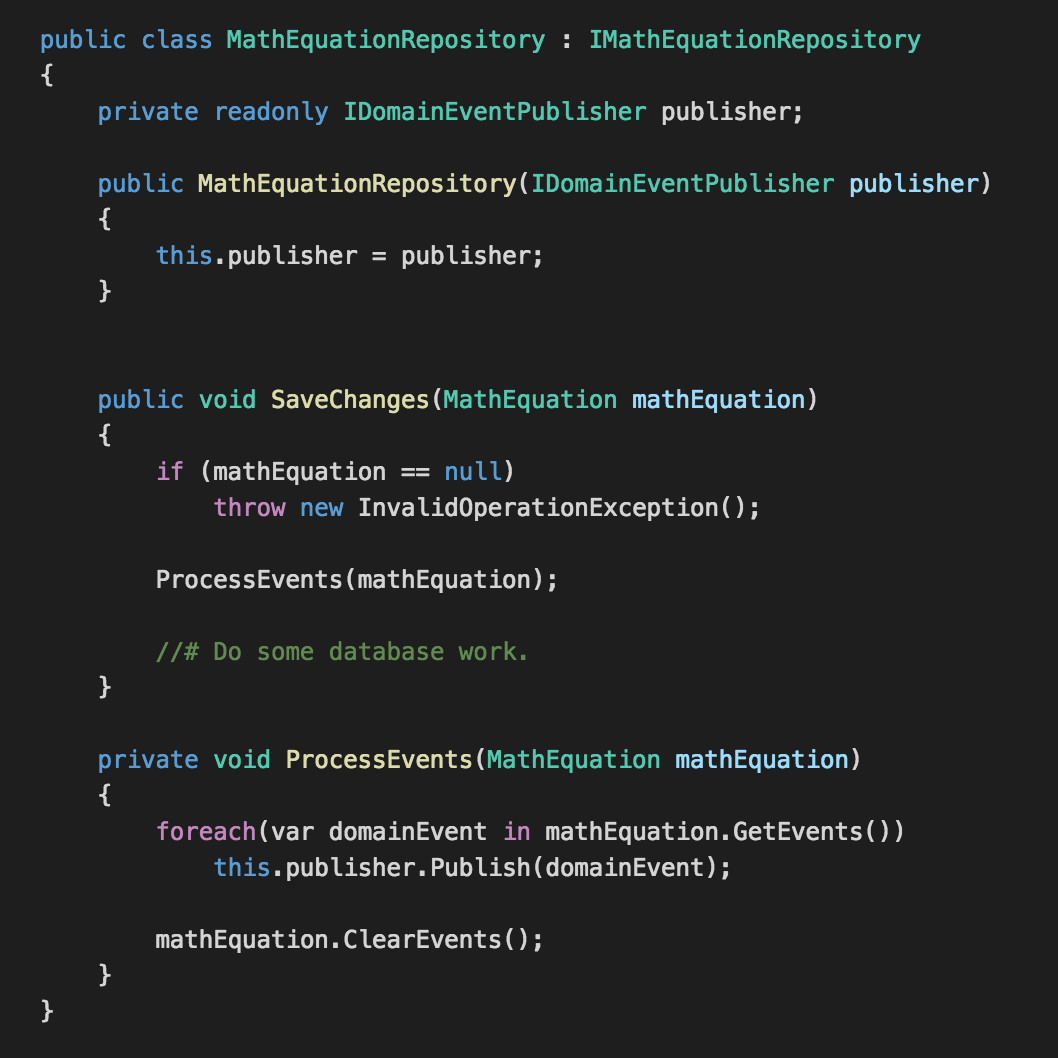 public class MathEquationRepository : IMathEquationRepository
{
    private readonly IDomainEventPublisher publisher;

    public MathEquationRepository(IDomainEventPublisher publisher)
    {
        this.publisher = publisher;
    }


    public void SaveChanges(MathEquation mathEquation)
    {
        if (mathEquation == null)
            throw new InvalidOperationException();

        ProcessEvents(mathEquation);

        //# Do some database work.
    }

    private void ProcessEvents(MathEquation mathEquation)
    {
        foreach(var domainEvent in mathEquation.GetEvents())
            this.publisher.Publish(domainEvent);

        mathEquation.ClearEvents();
    }
}